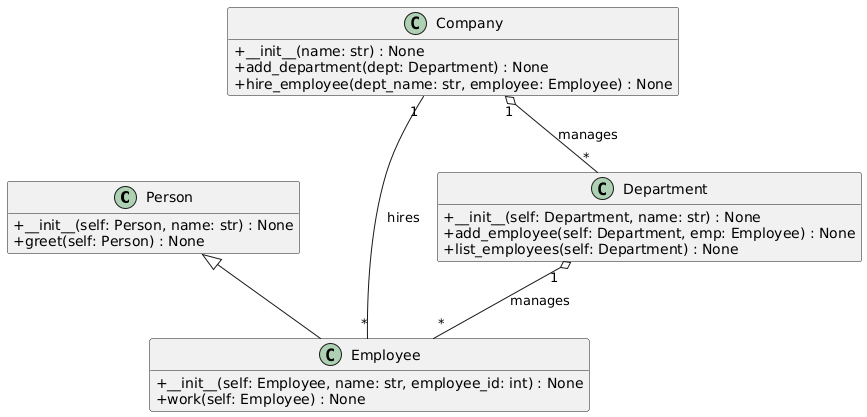 C Company
+__init__(name: str) : None
+add_department(dept: Department) : None
+hire_employee(dept_name: str, employee: Employee) : None
1
1
manages
*
C Person
+__init__(self: Person, name: str) : None
+greet(self: Person) : None
hires
C Department
+__init__(self: Department, name: str) : None
+add_employee(self: Department, emp: Employee) : None
+list_employees(self: Department) : None
1
manages
*
*
C Employee
+__init__(self: Employee, name: str, employee_id: int) : None
+work(self: Employee) : None